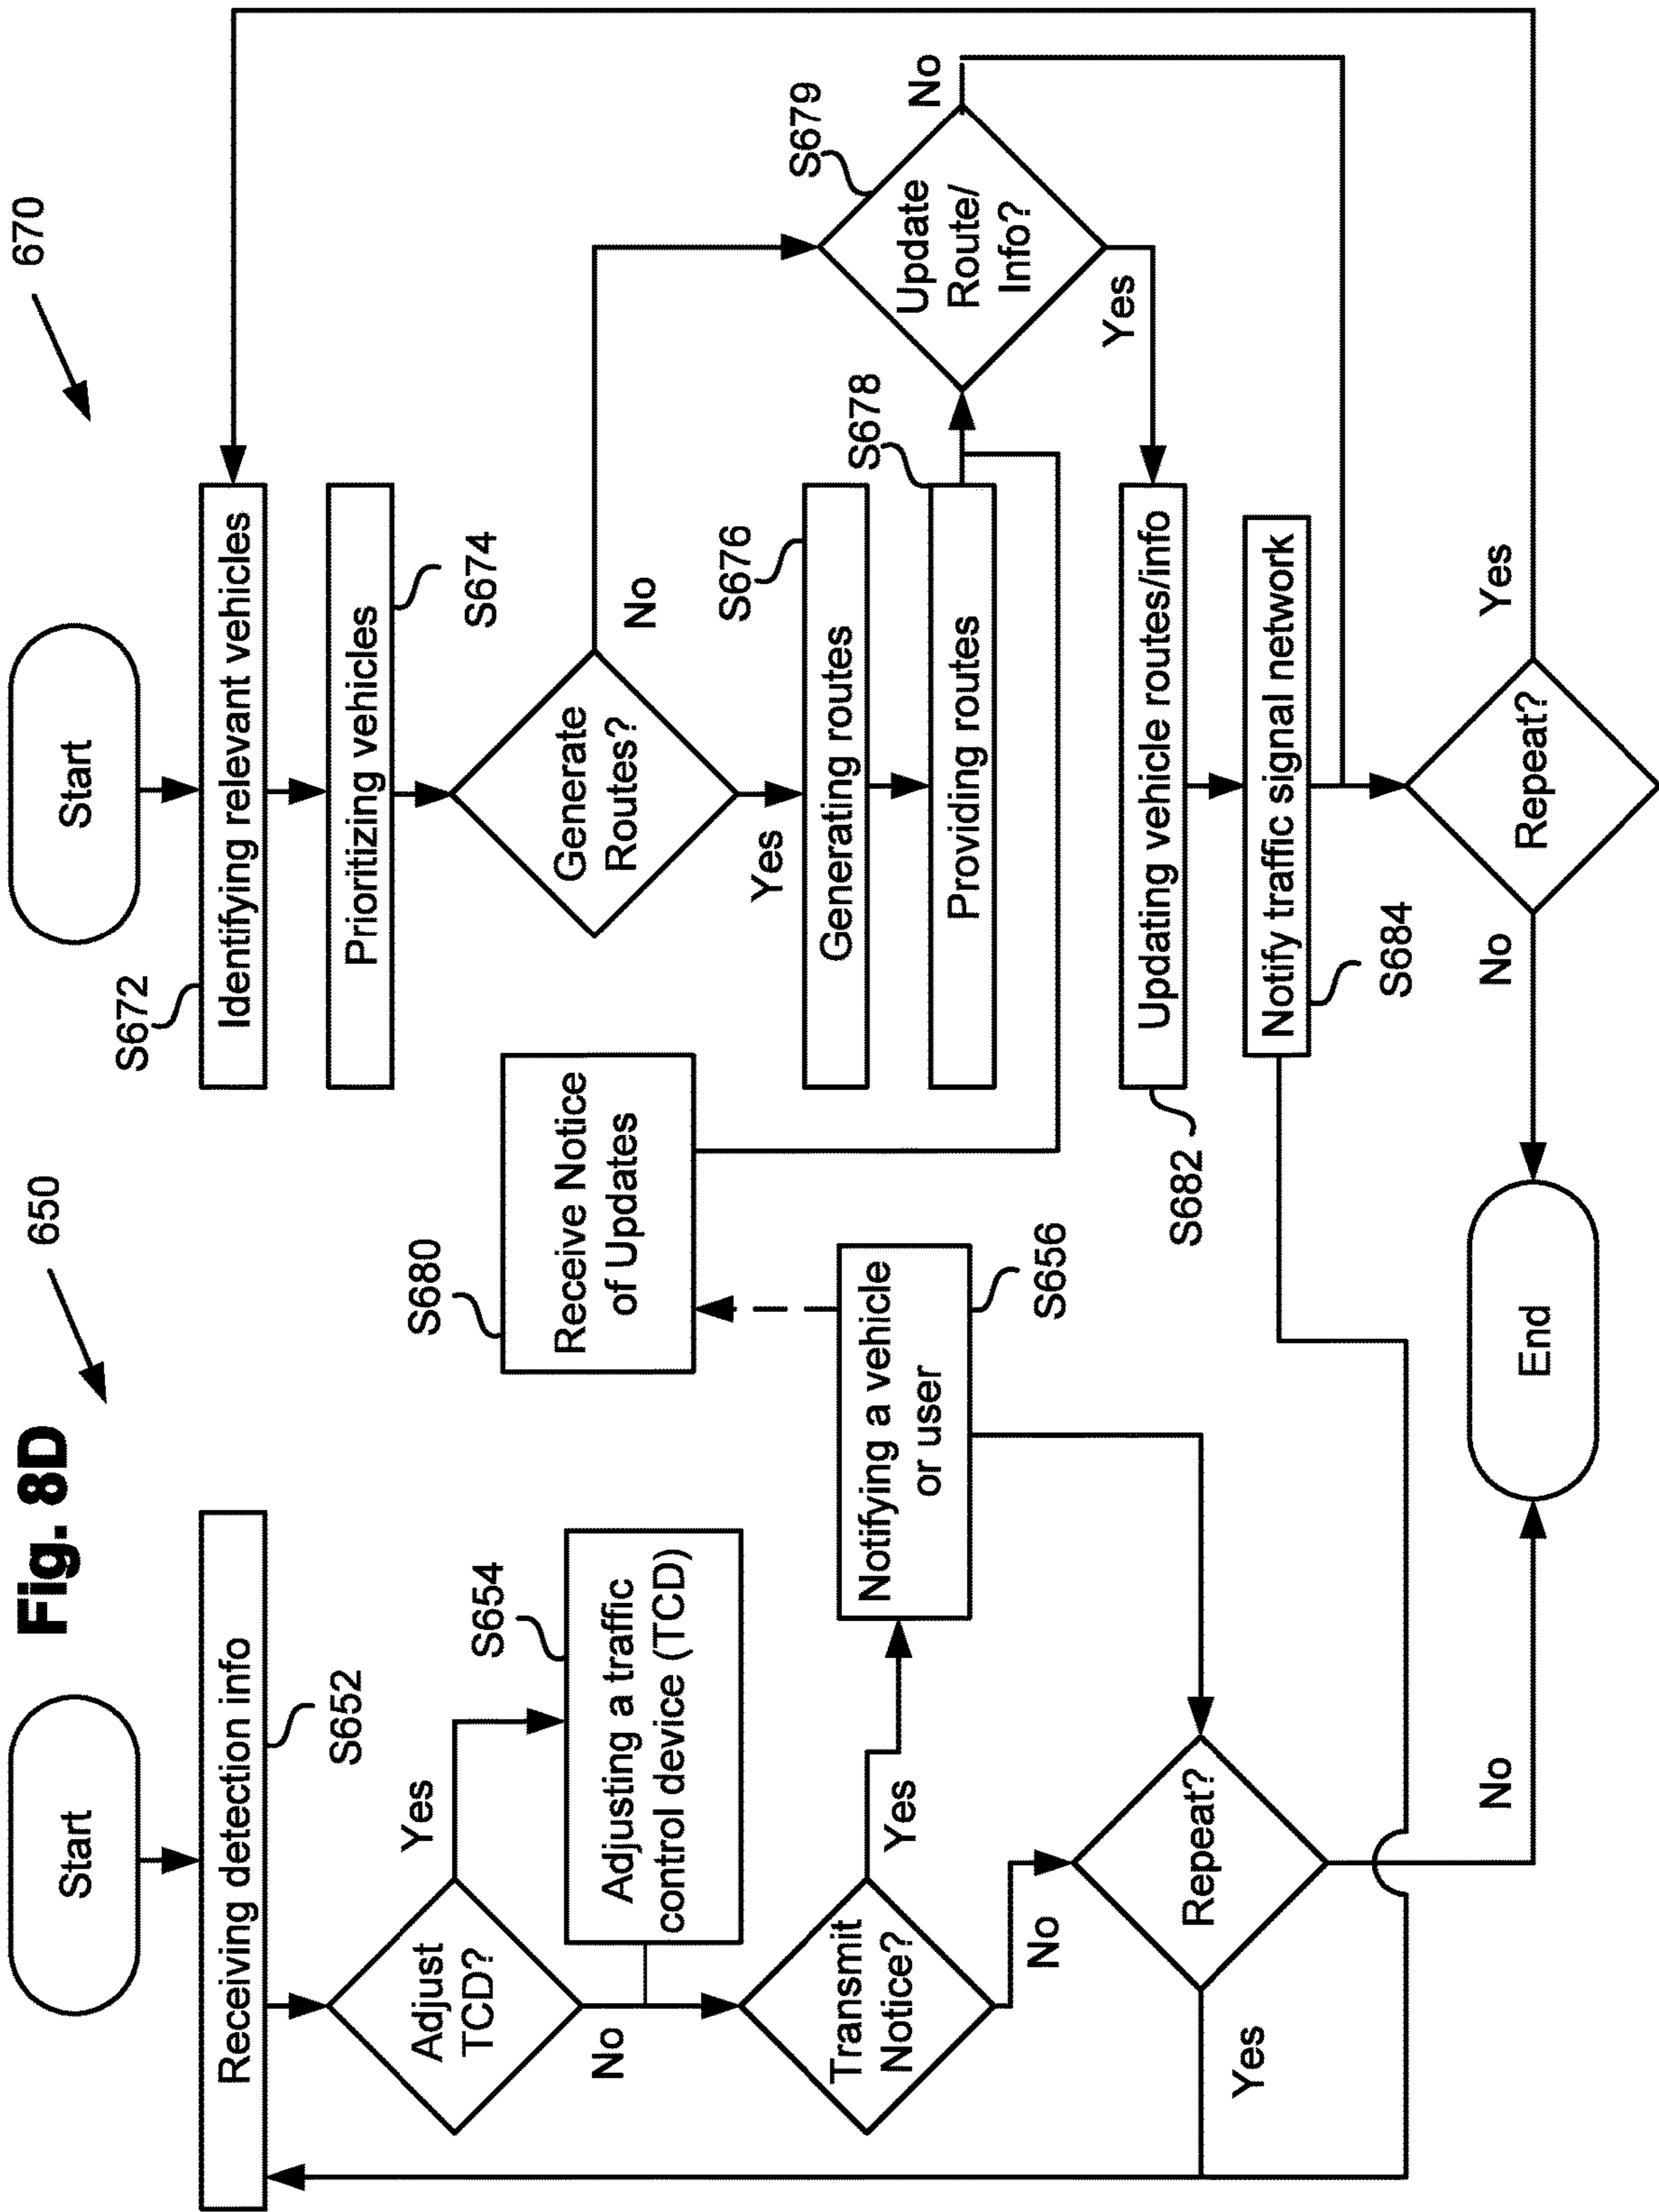 Fig. 8D
650
Start
Receiving detection info
S652
Adjust
TCD?
Yes
No
S654
Adjusting a traffic
control device (TCD)
Transmit
Notice?
Yes
No
Notifying a vehicle
or user
S656
Repeat?
Yes
No
670
Start
S672
Identifying relevant vehicles
Prioritizing vehicles
S674
Generate
Routes?
No
Yes
S676
Generating routes
S678
Providing routes
S680
Receive Notice
of Updates
S679
Update
Route/
Info?
No
Yes
Updating vehicle routes/info
S682
Notify traffic signal network
S684
Repeat?
Yes
No
End